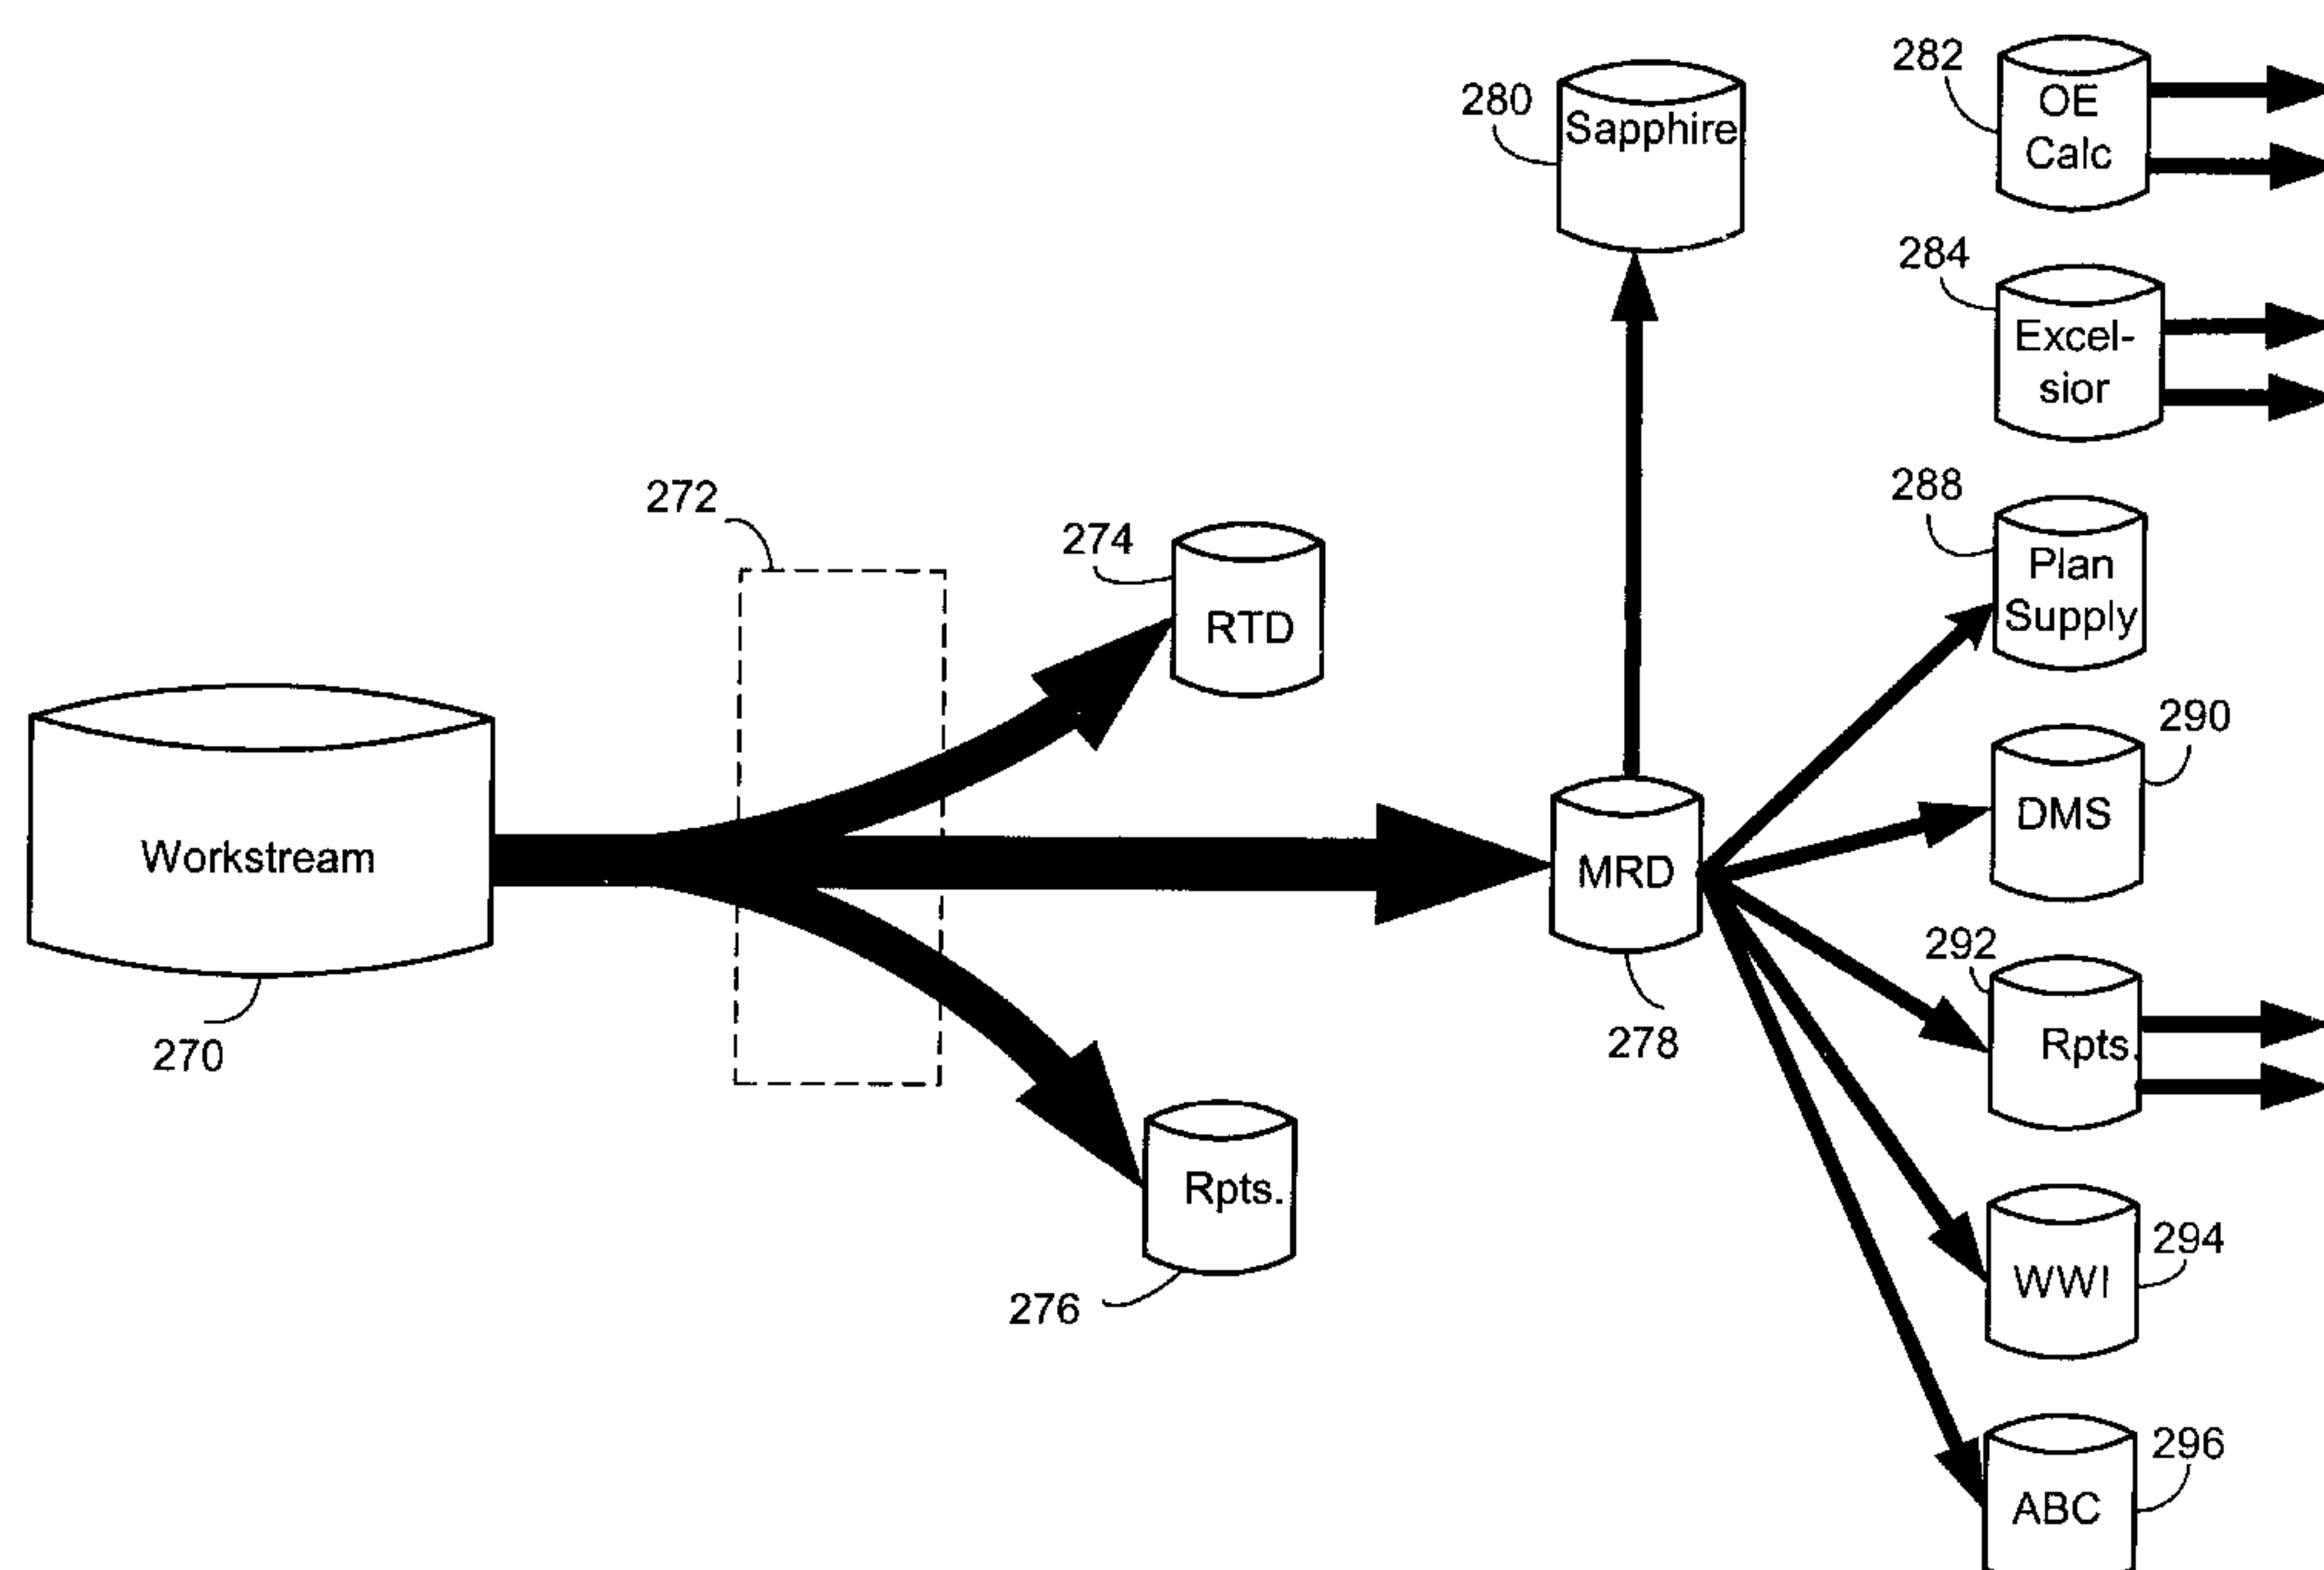 282
OE
Calc
280
Sapphire
284
Excel-
sior
272
274
RTD
288
Plan
Supply
290
DMS
Workstream
270
MRD
278
292
Rpts.
Rpts.
276
294
WWI
296
ABC